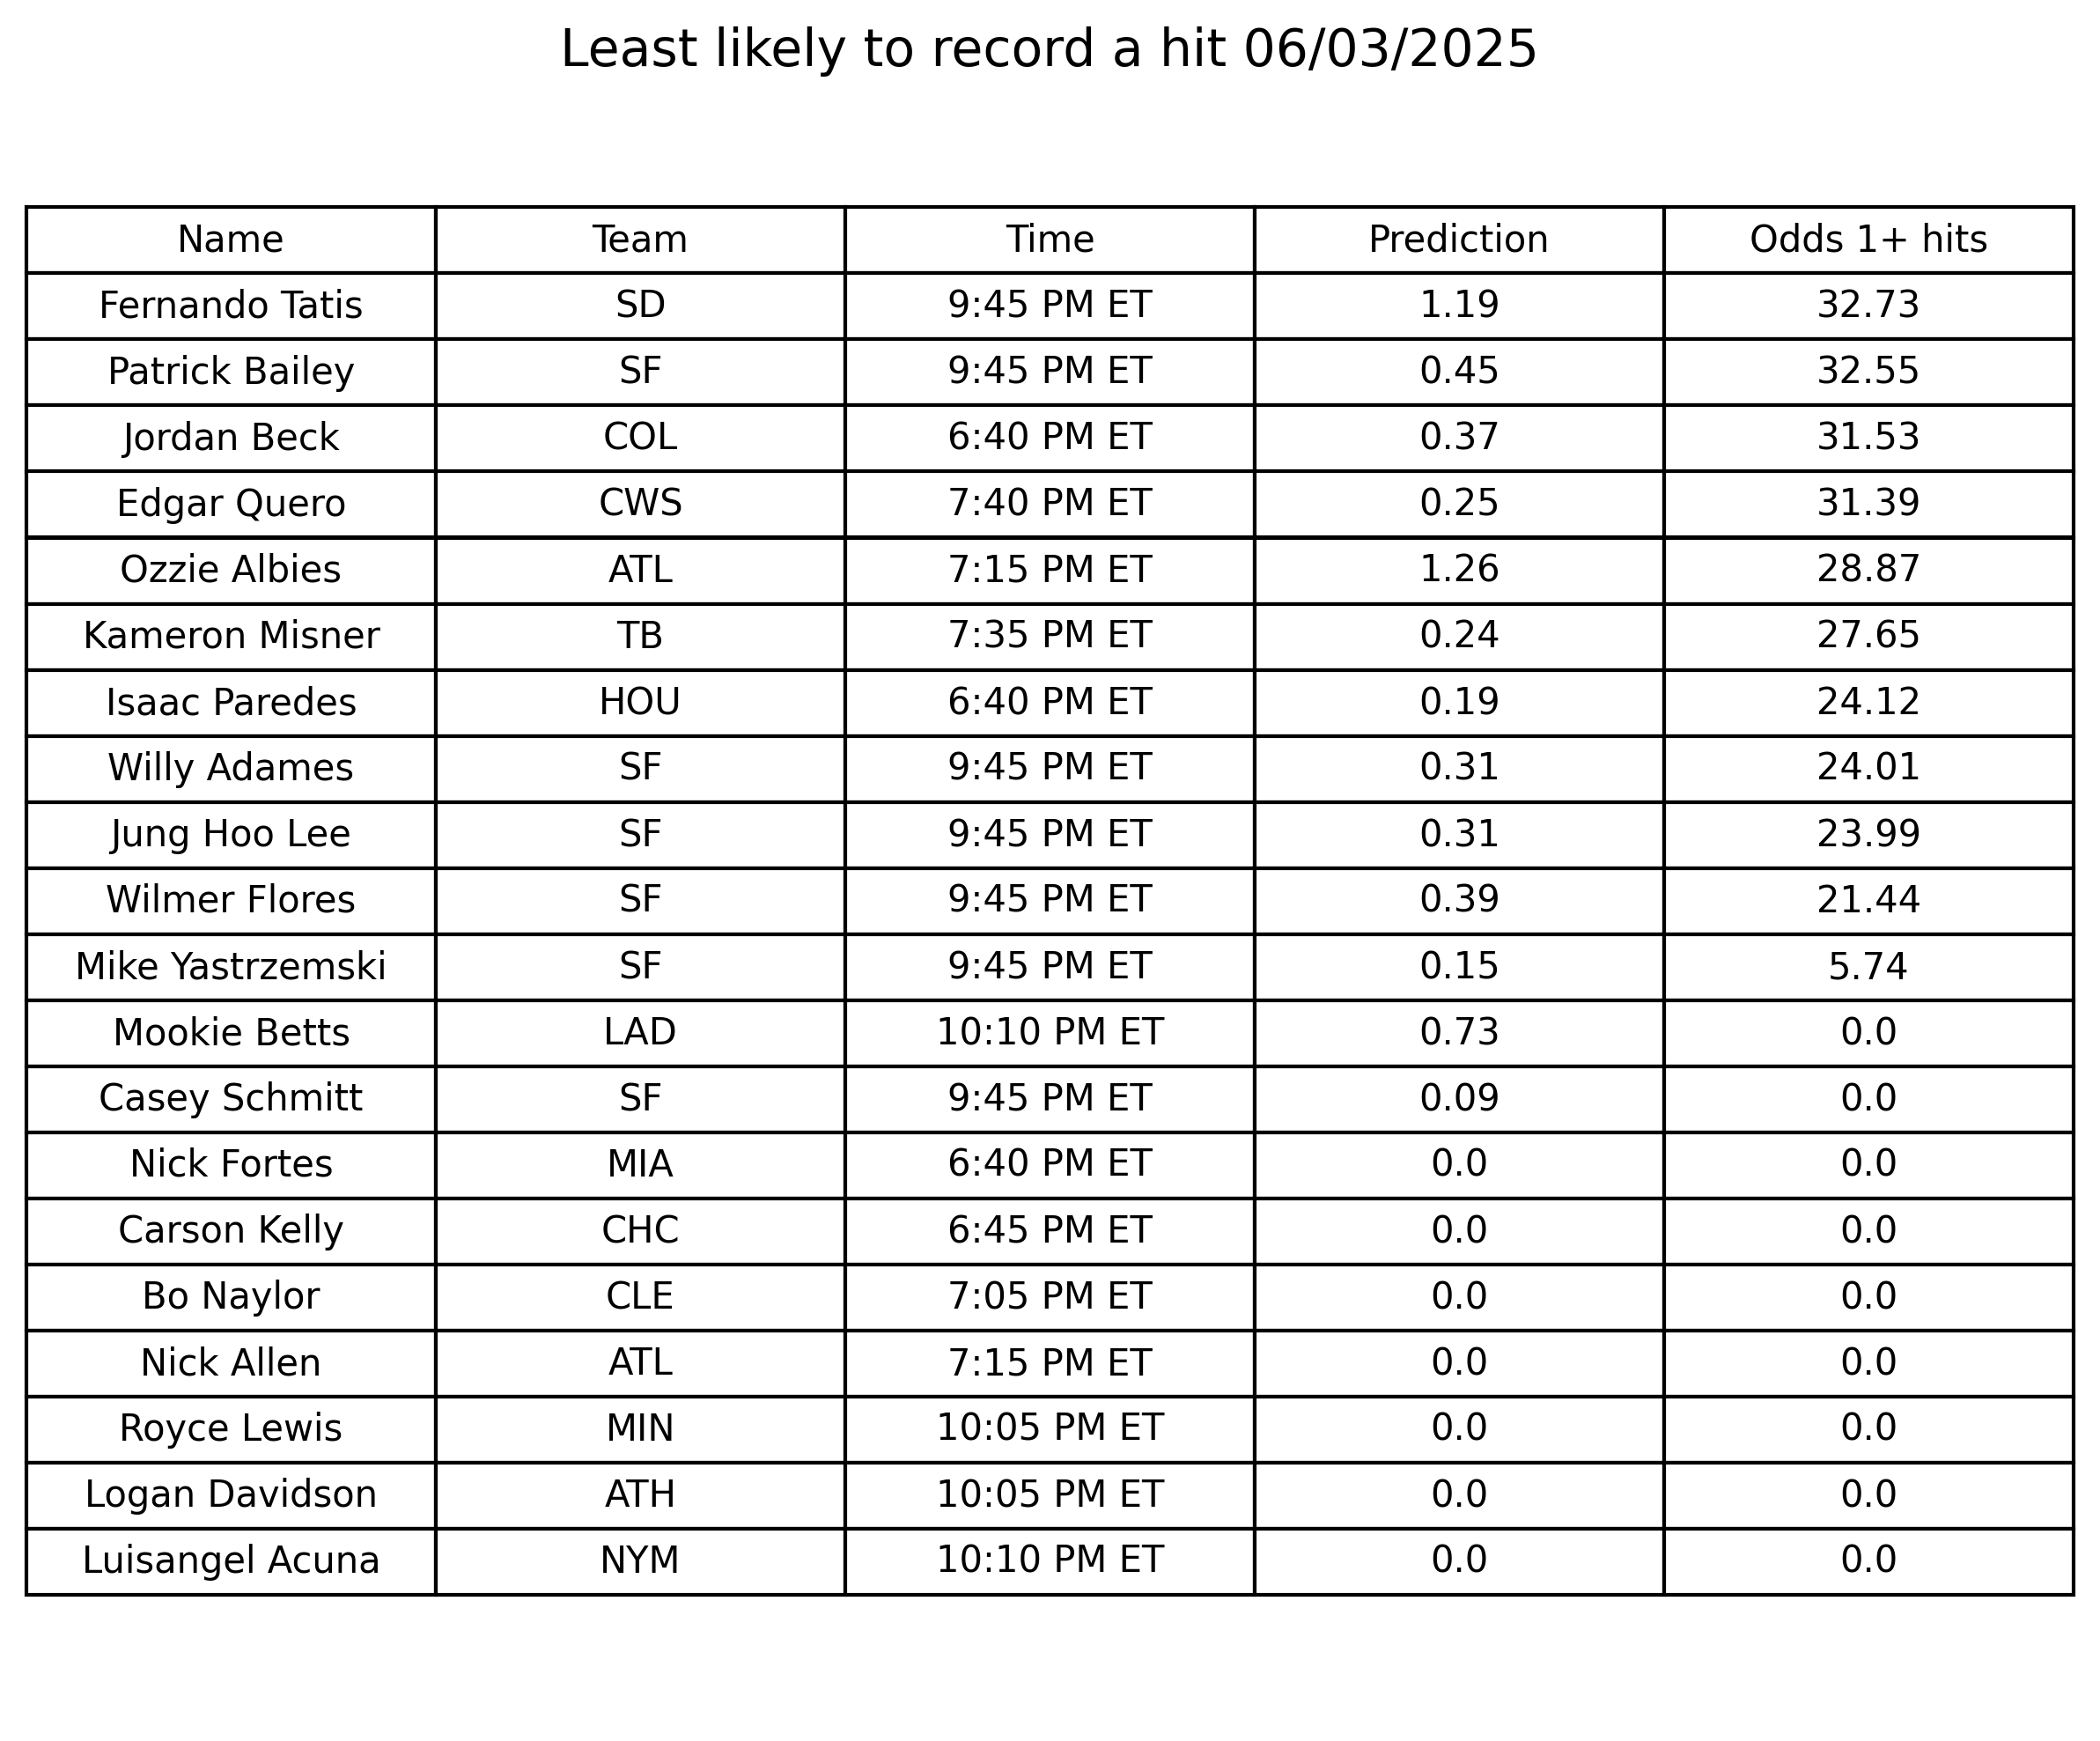 Least likely to record a hit 06/03/2025
Name Team Time Prediction Odds 1+ hits
Fernando Tatis SD 9:45 PM ET 1.19 32.73
Patrick Bailey SF 9:45 PM ET 0.45 32.55
Jordan Beck COL 6:40 PM ET 0.37 31.53
Edgar Quero CWS 7:40 PM ET 0.25 31.39
Ozzie Albies ATL 7:15 PM ET 1.26 28.87
Kameron Misner TB 7:35 PM ET 0.24 27.65
Isaac Paredes HOU 6:40 PM ET 0.19 24.12
Willy Adames SF 9:45 PM ET 0.31 24.01
Jung Hoo Lee SF 9:45 PM ET 0.31 23.99
Wilmer Flores SF 9:45 PM ET 0.39 21.44
Mike Yastrzemski SF 9:45 PM ET 0.15 5.74
Mookie Betts LAD 10:10 PM ET 0.73 0.0
Casey Schmitt SF 9:45 PM ET 0.09 0.0
Nick Fortes MIA 6:40 PM ET 0.0 0.0
Carson Kelly CHC 6:45 PM ET 0.0 0.0
Bo Naylor CLE 7:05 PM ET 0.0 0.0
Nick Allen ATL 7:15 PM ET 0.0 0.0
Royce Lewis MIN 10:05 PM ET 0.0 0.0
Logan Davidson ATH 10:05 PM ET 0.0 0.0
Luisangel Acuna NYM 10:10 PM ET 0.0 0.0